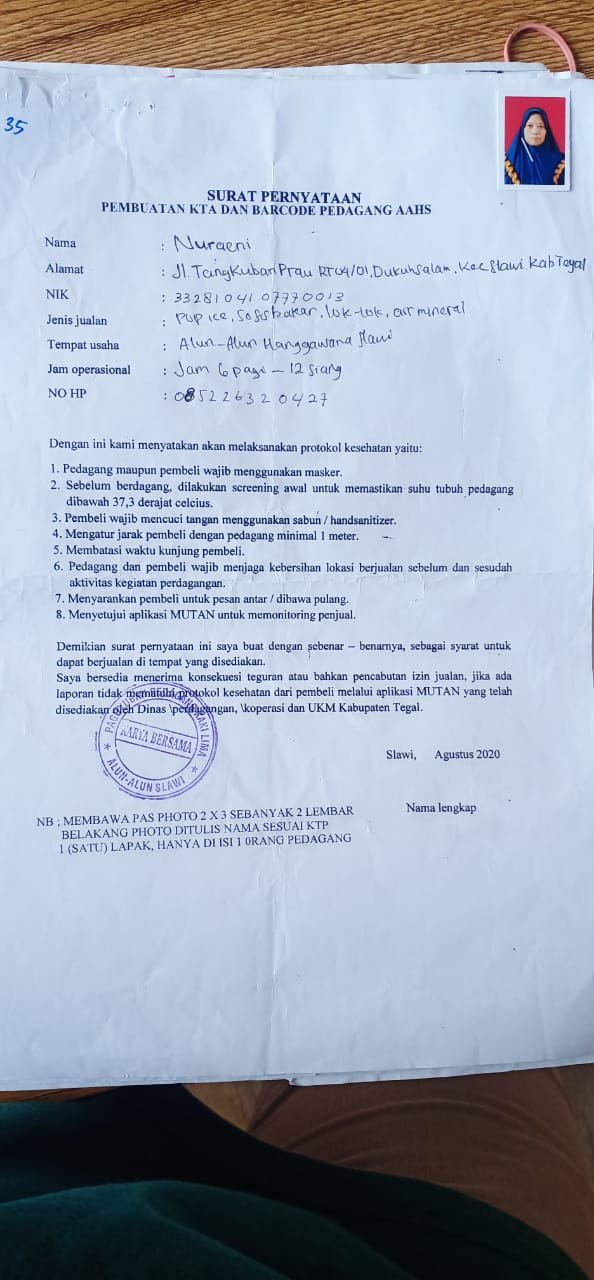 35
SURAT PERNYATAAN
PEMBUATAN KTA DAN BARCODE PEDAGANG AAHS
Nama : Nuraeni
Alamat : Jl. Tangkuban Prau RT 04/01, Dukuhsalam, Kec Slawi Kab Tegal
NIK : 3328104107770013
Jenis jualan : Pop ice, Sosis bakar, lok-lok, air mineral
Tempat usaha : Alun-Alun Hanggawana Slawi
Jam operasional : Jam 6 pagi - 12 Siang
NO HP : 085226320427
Dengan ini kami menyatakan akan melaksanakan protokol kesehatan yaitu:
1. Pedagang maupun pembeli wajib menggunakan masker.
2. Sebelum berdagang, dilakukan screening awal untuk memastikan suhu tubuh pedagang
dibawah 37,3 derajat celcius.
3. Pembeli wajib mencuci tangan menggunakan sabun / handsanitizer.
4. Mengatur jarak pembeli dengan pedagang minimal 1 meter.
5. Membatasi waktu kunjung pembeli.
6. Pedagang dan pembeli wajib menjaga kebersihan lokasi berjualan sebelum dan sesudah
aktivitas kegiatan perdagangan.
7. Menyarankan pembeli untuk pesan antar / dibawa pulang.
8. Menyetujui aplikasi MUTAN untuk memonitoring penjual.
Demikian surat pernyataan ini saya buat dengan sebenar – benarnya, sebagai syarat untuk
dapat berjualan di tempat yang disediakan.
Saya bersedia menerima konsekuesi teguran atau bahkan pencabutan izin jualan, jika ada
laporan tidak mematuhi protokol kesehatan dari pembeli melalui aplikasi MUTAN yang telah
disediakan oleh Dinas \perdagangan, \koperasi dan UKM Kabupaten Tegal.
KAKI LIMA
KARYA BERSAMA
ALUN-ALUN SLAWI
Slawi, Agustus 2020
Nama lengkap
NB ; MEMBAWA PAS PHOTO 2 X 3 SEBANYAK 2 LEMBAR
BELAKANG PHOTO DITULIS NAMA SESUAI KTP
1 (SATU) LAPAK, HANYA DI ISI 1 0RANG PEDAGANG